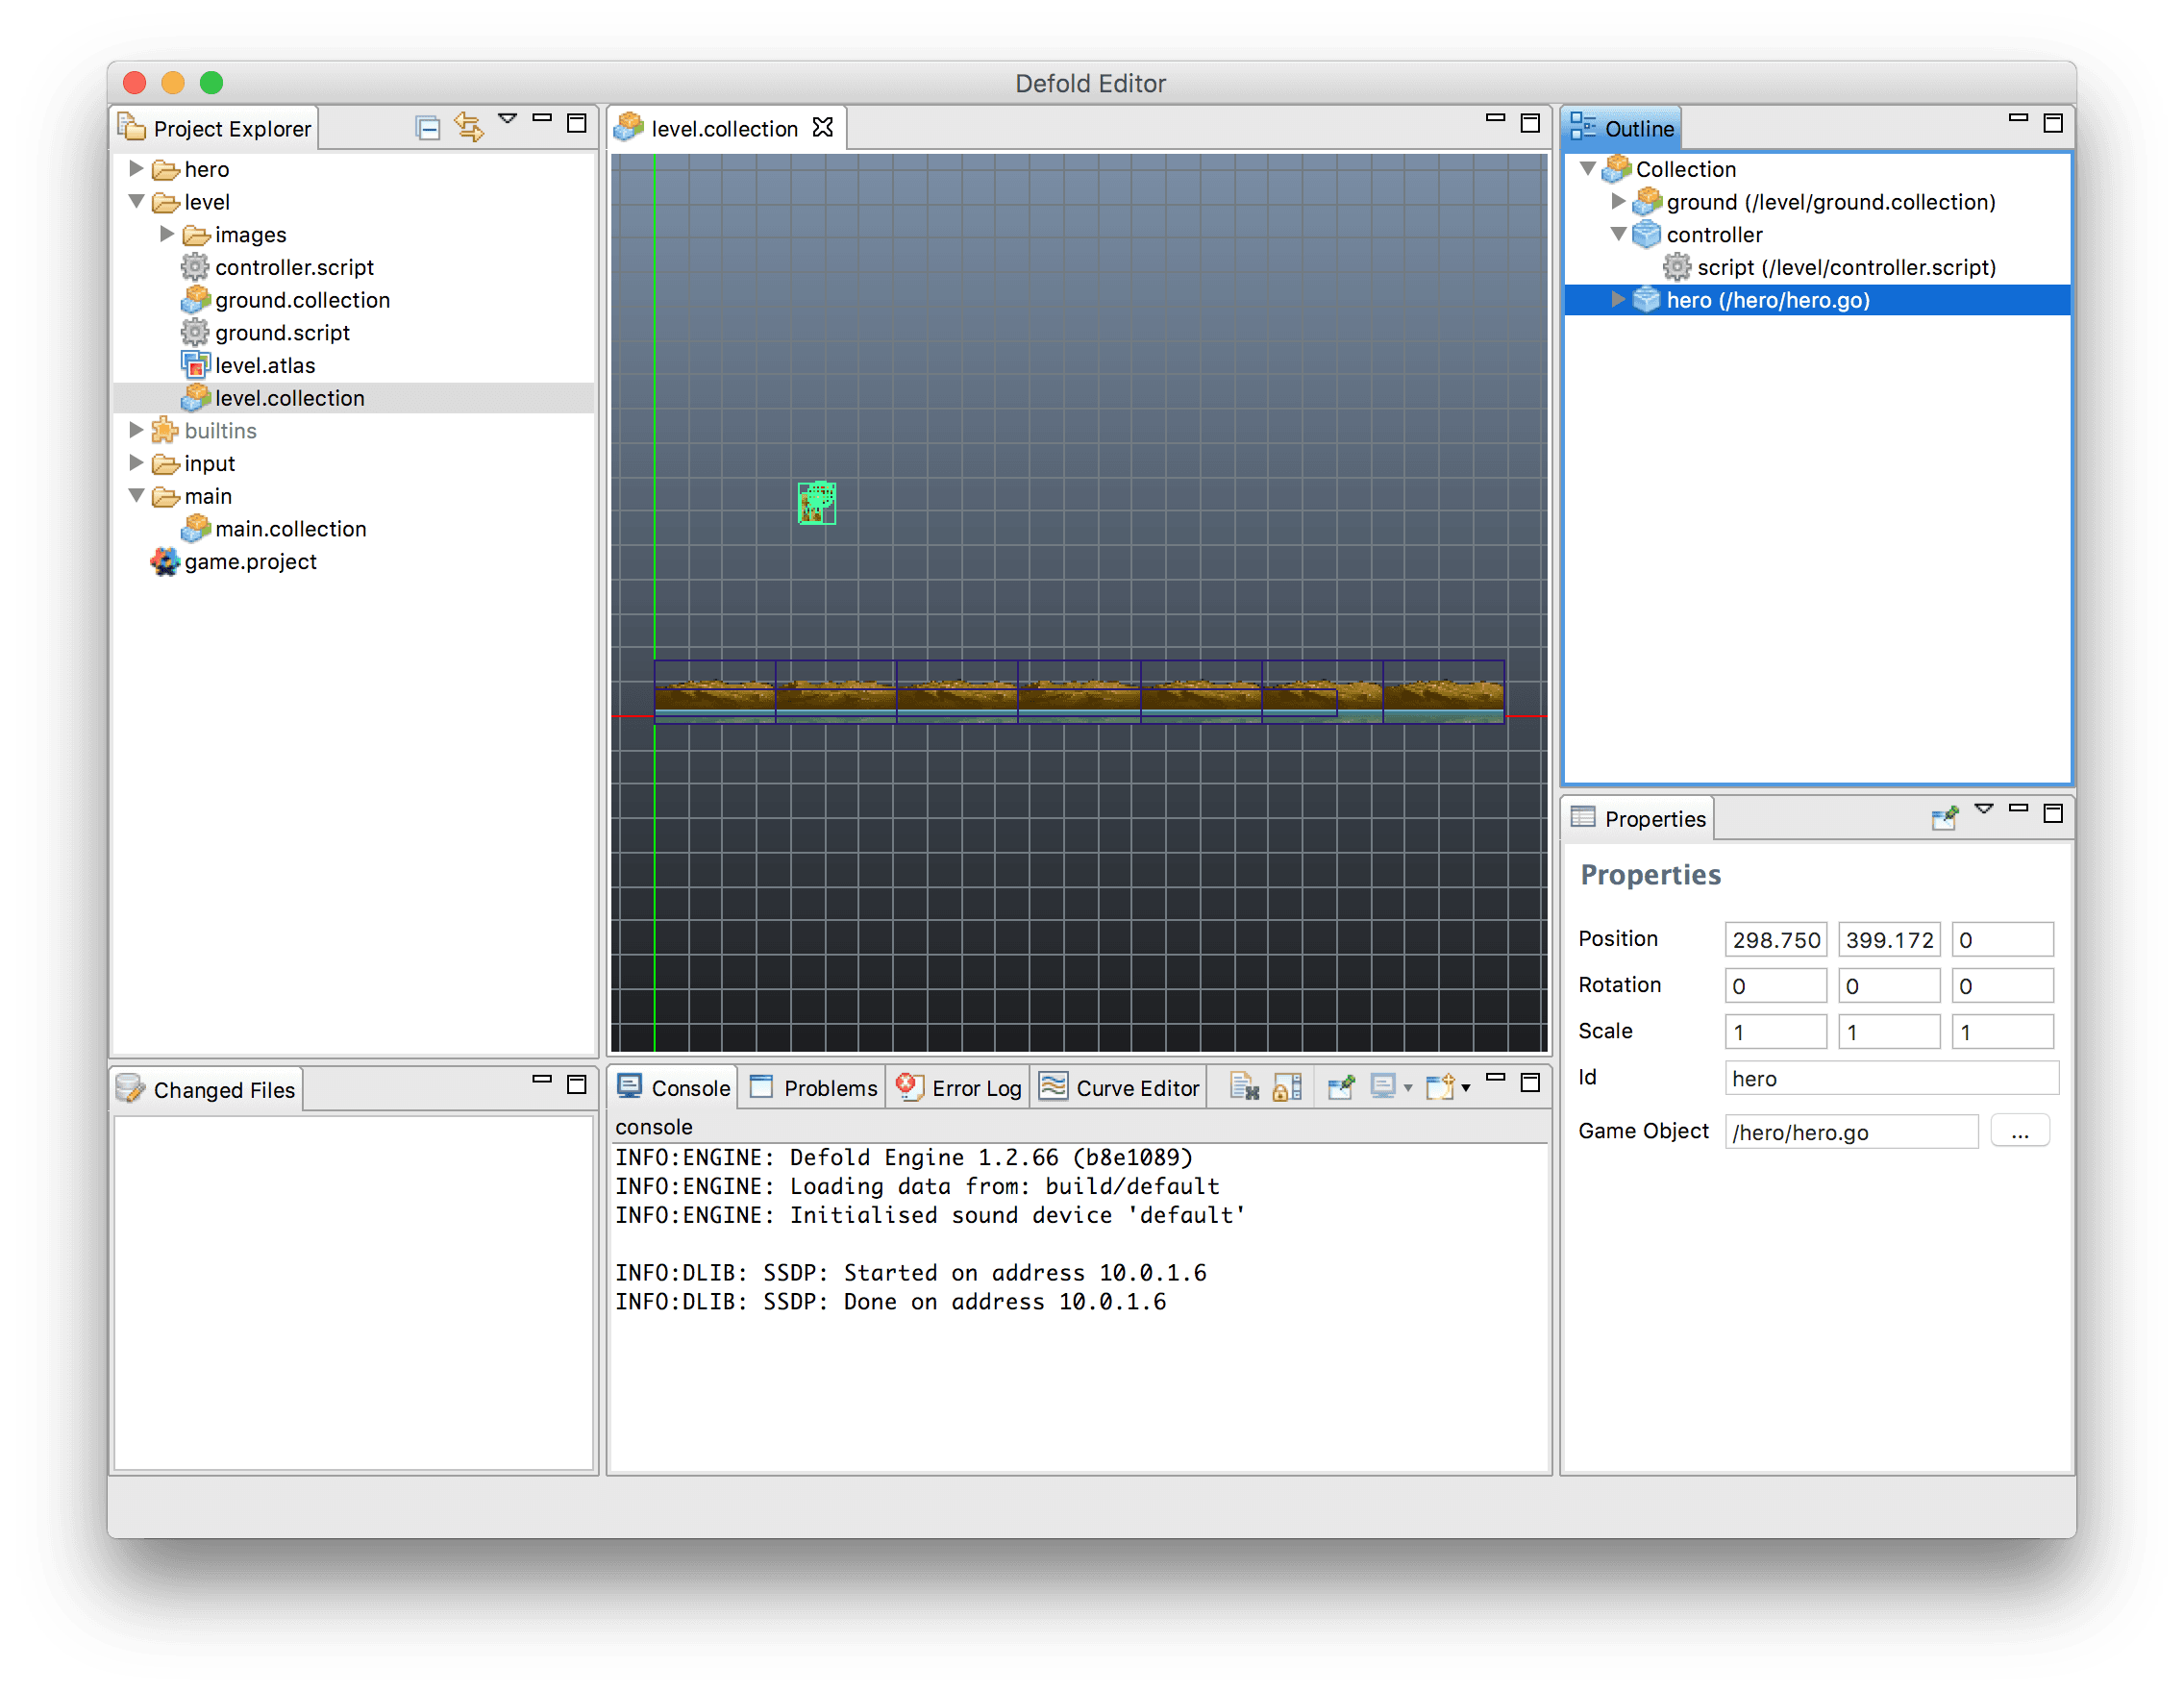 Defold Editor
Project Explorer
hero
level
images
controller.script
ground.collection
ground.script
level.atlas
level.collection
builtins
input
main
main.collection
game.project
Changed Files
level.collection
Console
Problems
Error Log
Curve Editor
console
INFO:ENGINE: Defold Engine 1.2.66 (b8e1089)
INFO:ENGINE: Loading data from: build/default
INFO:ENGINE: Initialised sound device 'default'
INFO:DLIB: SSDP: Started on address 10.0.1.6
INFO:DLIB: SSDP: Done on address 10.0.1.6
Outline
Collection
ground (/level/ground.collection)
controller
script (/level/controller.script)
hero (/hero/hero.go)
Properties
Properties
Position 298.750 399.172 0
Rotation 0 0 0
Scale 1 1 1
Id hero
Game Object /hero/hero.go ...